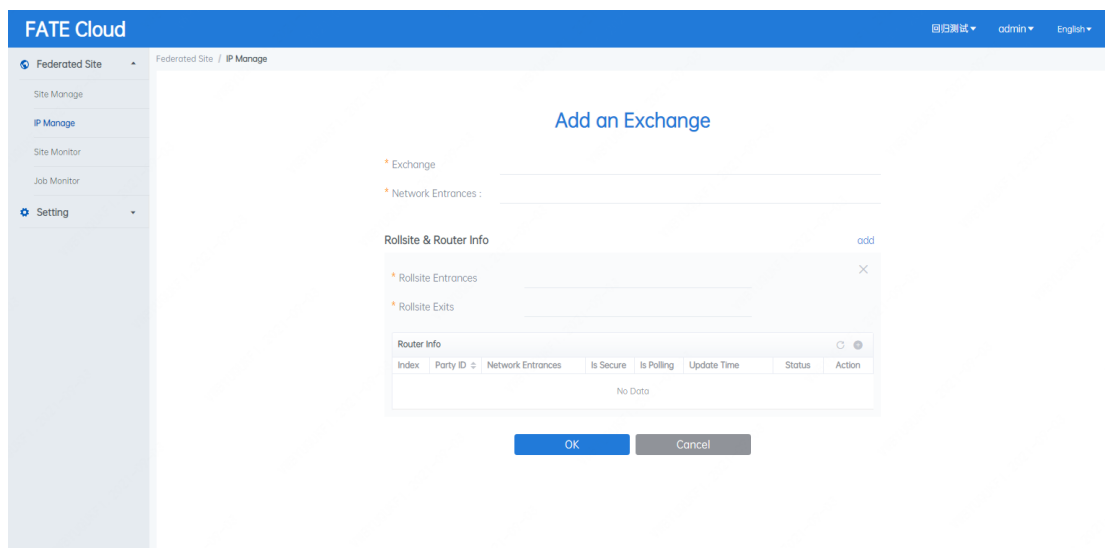 FATE Cloud
回归测试 admin English
Federated Site
Site Manage
IP Manage
Site Monitor
Job Monitor
Setting
Federated Site / IP Manage
Add an Exchange
* Exchange
* Network Entrances :
Rollsite & Router Info add
* Rollsite Entrances
* Rollsite Exits
Router Info
Index Party ID Network Entrances Is Secure Is Polling Update Time Status Action
No Data
OK Cancel